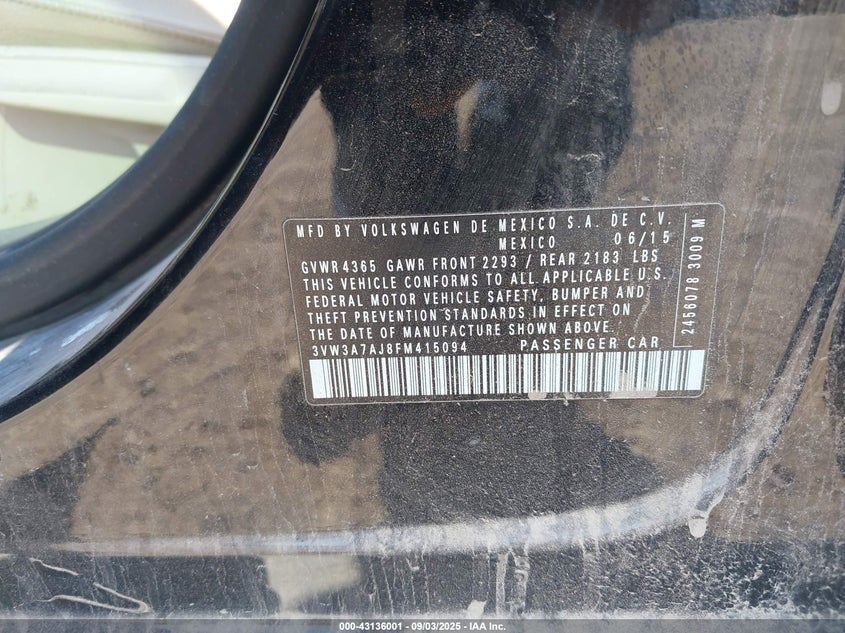 MFD BY VOLKSWAGEN DE MEXICO S.A. DE C.V.
MEXICO 06/15
GVWR 4365 GAWR FRONT 2293 / REAR 2183 LBS
THIS VEHICLE CONFORMS TO ALL APPLICABLE U.S.
FEDERAL MOTOR VEHICLE SAFETY, BUMPER AND
THEFT PREVENTION STANDARDS IN EFFECT ON
THE DATE OF MANUFACTURE SHOWN ABOVE.
3VW3A7AJ8FM415094 PASSENGER CAR
2456078 3009 M
000-43136001 - 09/03/2025 - IAA Inc.